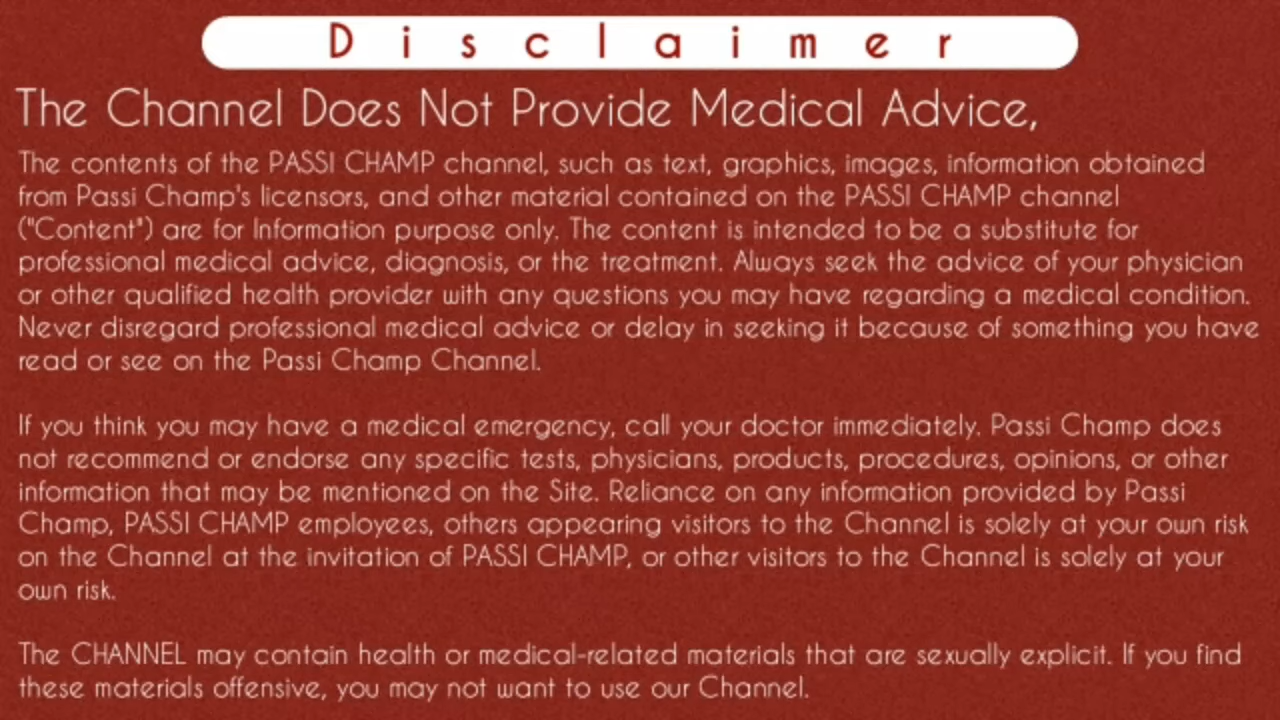 Disclaimer
The Channel Does Not Provide Medical Advice,
The contents of the PASSI CHAMP channel, such as text, graphics, images, information obtained
from Passi Champ's licensors, and other material contained on the PASSI CHAMP channel
("Content") are for Information purpose only. The content is intended to be a substitute for
professional medical advice, diagnosis, or the treatment. Always seek the advice of your physician
or other qualified health provider with any questions you may have regarding a medical condition.
Never disregard professional medical advice or delay in seeking it because of something you have
read or see on the Passi Champ Channel.
If you think you may have a medical emergency, call your doctor immediately. Passi Champ does
not recommend or endorse any specific tests, physicians, products, procedures, opinions, or other
information that may be mentioned on the Site. Reliance on any information provided by Passi
Champ, PASSI CHAMP employees, others appearing visitors to the Channel is solely at your own risk
on the Channel at the invitation of PASSI CHAMP, or other visitors to the Channel is solely at your
own risk.
The CHANNEL may contain health or medical-related materials that are sexually explicit. If you find
these materials offensive, you may not want to use our Channel.